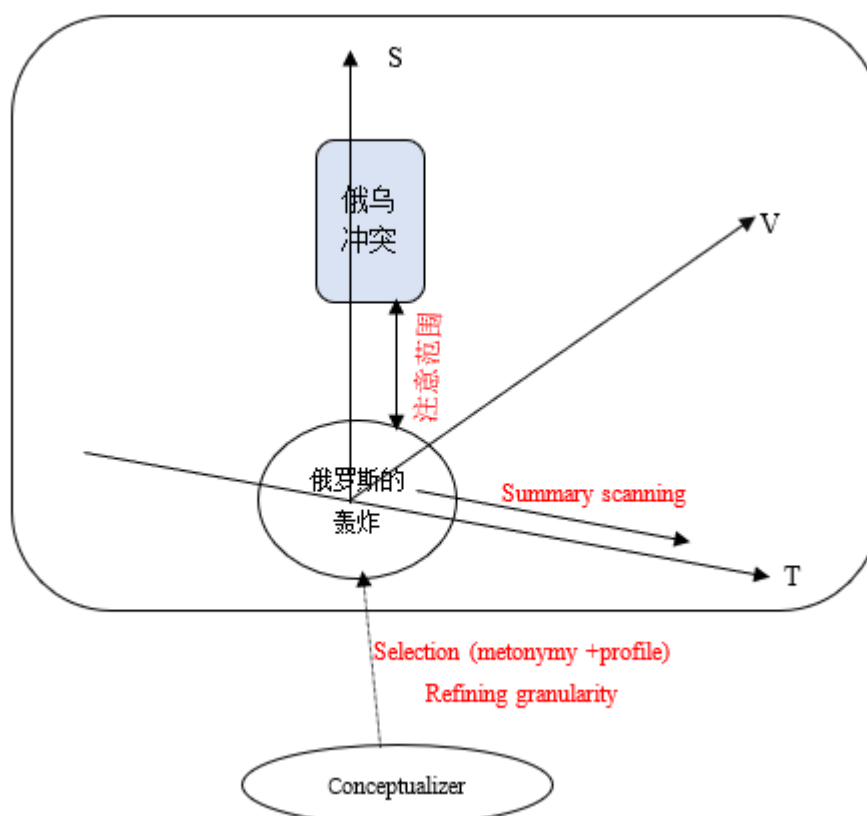 S
俄乌
冲突
V
注意范围
俄罗斯的
轰炸
Summary scanning
T
Selection (metonymy +profile)
Refining granularity
Conceptualizer